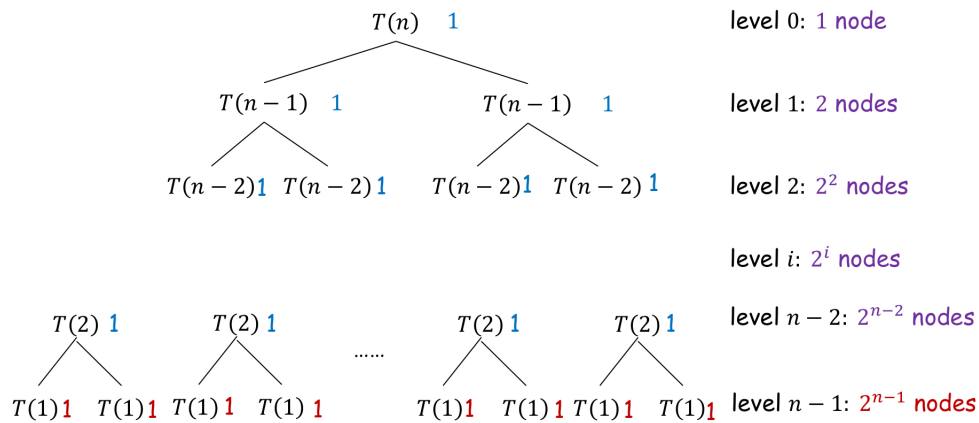 T(n) 1 level 0: 1 node
T(n − 1) 1 T(n − 1) 1 level 1: 2 nodes
T(n − 2) 1 T(n − 2) 1 T(n − 2) 1 T(n − 2) 1 level 2: 2² nodes
level i: 2ⁱ nodes
T(2) 1 T(2) 1 T(2) 1 T(2) 1 level n − 2: 2ⁿ⁻² nodes
......
T(1) 1 T(1) 1 T(1) 1 T(1) 1 T(1) 1 T(1) 1 T(1) 1 T(1) 1 level n − 1: 2ⁿ⁻¹ nodes